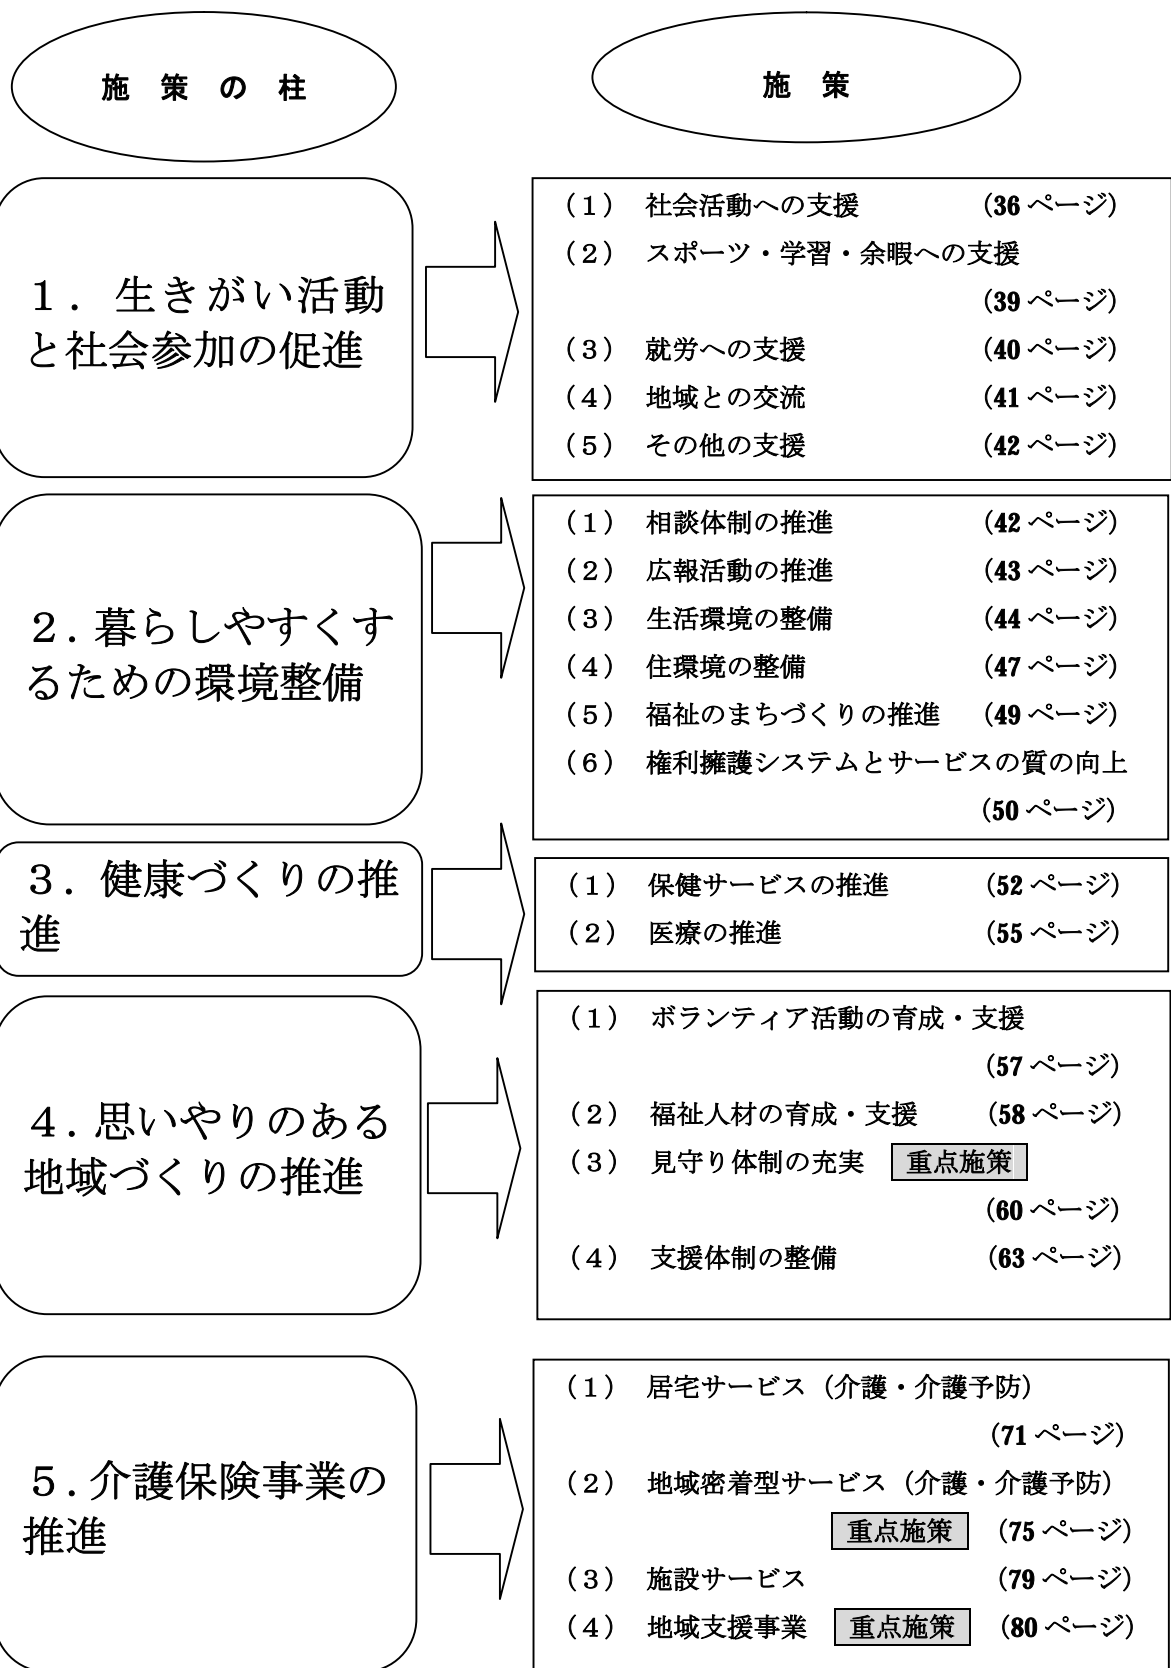 施 策 の 柱
施 策
1．生きがい活動
と社会参加の促進
（１） 社会活動への支援 （36 ページ）
（２） スポーツ・学習・余暇への支援
（39 ページ）
（３） 就労への支援 （40 ページ）
（４） 地域との交流 （41 ページ）
（５） その他の支援 （42 ページ）
２．暮らしやすくす
るための環境整備
（１） 相談体制の推進 （42 ページ）
（２） 広報活動の推進 （43 ページ）
（３） 生活環境の整備 （44 ページ）
（４） 住環境の整備 （47 ページ）
（５） 福祉のまちづくりの推進 （49 ページ）
（６） 権利擁護システムとサービスの質の向上
（50 ページ）
３．健康づくりの推
進
（１） 保健サービスの推進 （52 ページ）
（２） 医療の推進 （55 ページ）
４．思いやりのある
地域づくりの推進
（１） ボランティア活動の育成・支援
（57 ページ）
（２） 福祉人材の育成・支援 （58 ページ）
（３） 見守り体制の充実 重点施策
（60 ページ）
（４） 支援体制の整備 （63 ページ）
５．介護保険事業の
推進
（１） 居宅サービス（介護・介護予防）
（71 ページ）
（２） 地域密着型サービス（介護・介護予防）
重点施策 （75 ページ）
（３） 施設サービス （79 ページ）
（４） 地域支援事業 重点施策 （80 ページ）